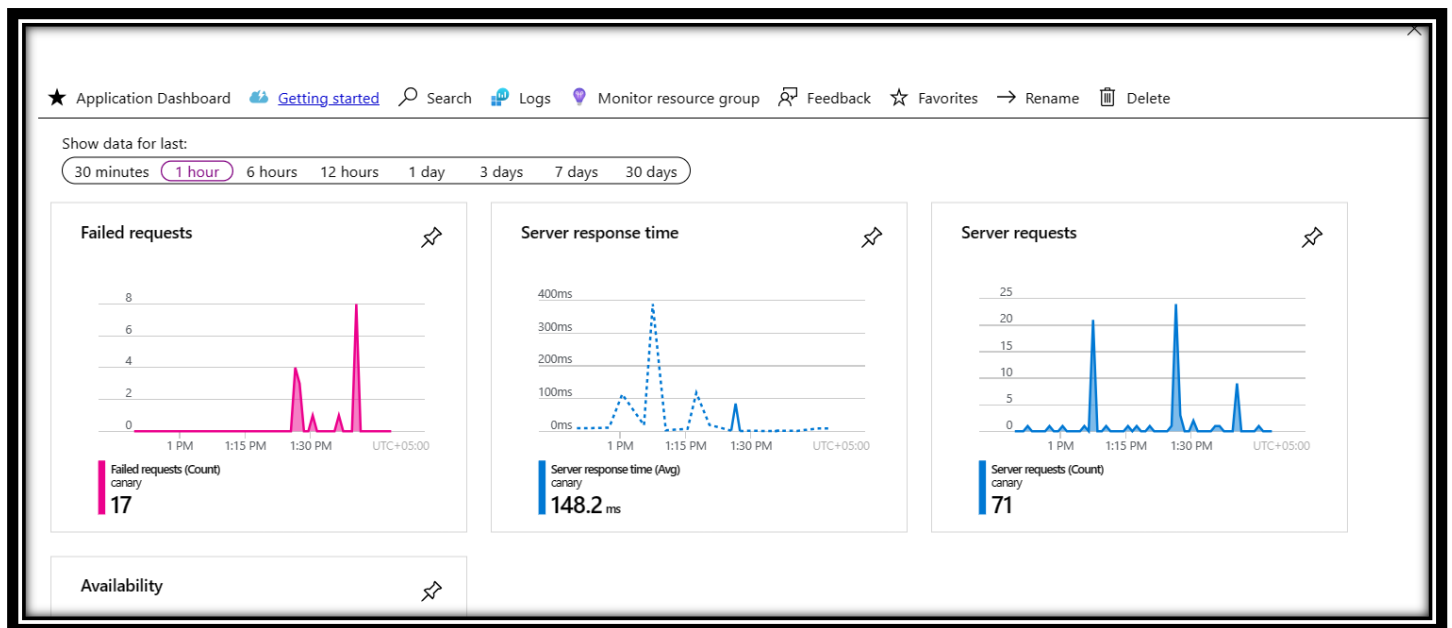 Application Dashboard Getting started Search Logs Monitor resource group Feedback Favorites Rename Delete
Show data for last:
30 minutes 1 hour 6 hours 12 hours 1 day 3 days 7 days 30 days
Failed requests
8
6
4
2
0
1 PM 1:15 PM 1:30 PM UTC+05:00
Failed requests (Count)
canary
17
Server response time
400ms
300ms
200ms
100ms
0ms
1 PM 1:15 PM 1:30 PM UTC+05:00
Server response time (Avg)
canary
148.2 ms
Server requests
25
20
15
10
5
0
1 PM 1:15 PM 1:30 PM UTC+05:00
Server requests (Count)
canary
71
Availability